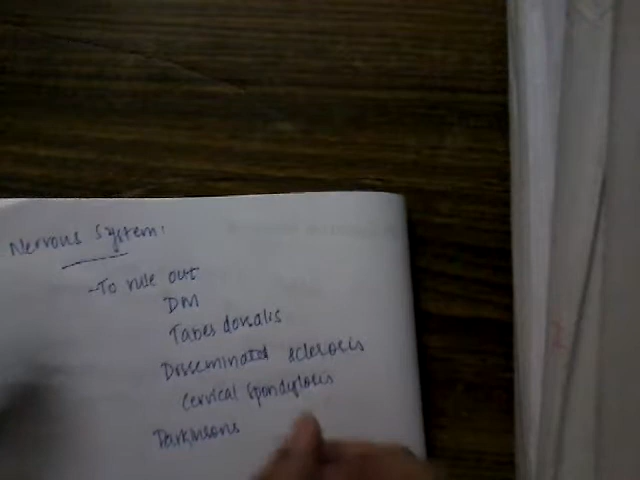 Nervous System:
- To rule out
DM
Tabes dorsalis
Disseminated sclerosis
Cervical Spondylosis
Parkinsons